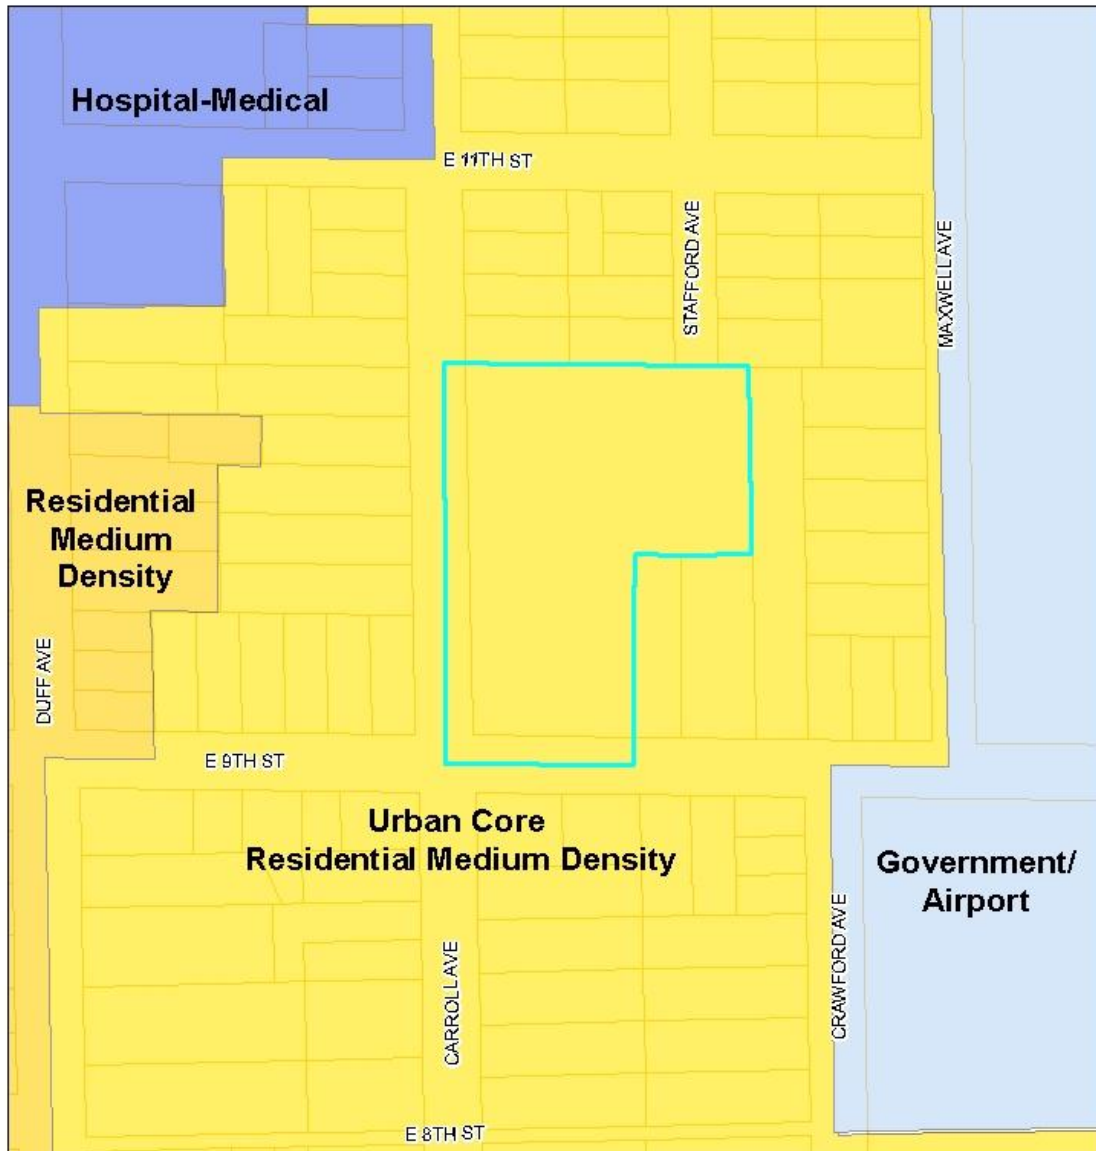 Hospital-Medical
E 11TH ST
STAFFORD AVE
MAXWELL AVE
Residential
Medium
Density
DUFF AVE
E 9TH ST
Urban Core
Residential Medium Density
Government/
Airport
CARROLL AVE
CRAWFORD AVE
E 8TH ST